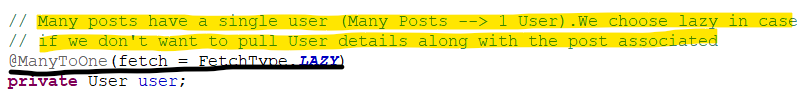 // Many posts have a single user (Many Posts --> 1 User).We choose lazy in case
// if we don't want to pull User details along with the post associated
@ManyToOne(fetch = FetchType.LAZY)
private User user;